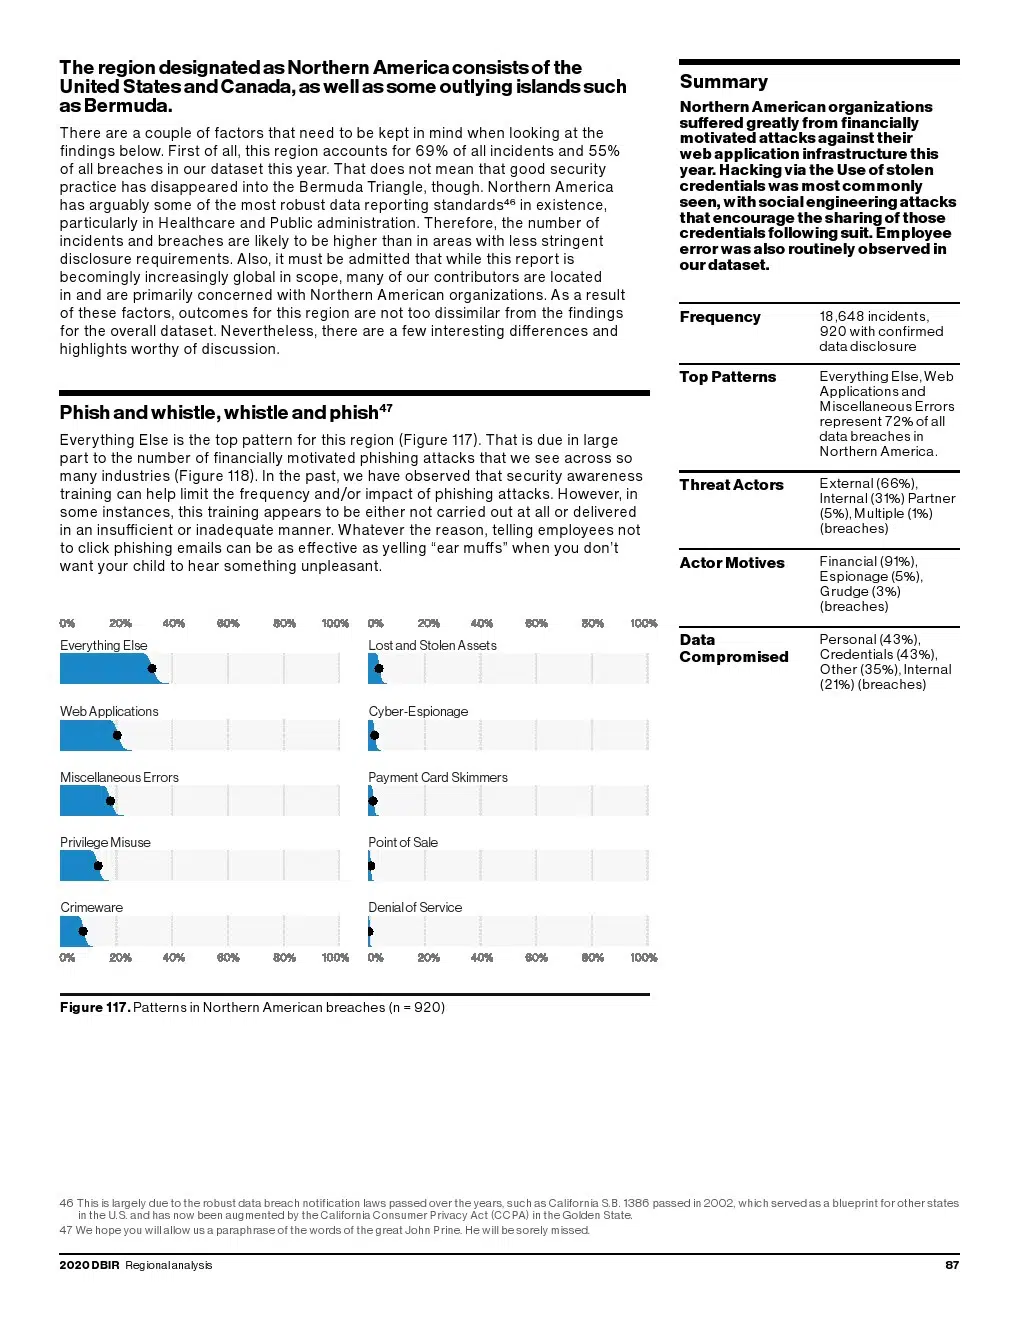 The region designated as Northern America consists of the
United States and Canada, as well as some outlying islands such
as Bermuda.
There are a couple of factors that need to be kept in mind when looking at the
findings below. First of all, this region accounts for 69% of all incidents and 55%
of all breaches in our dataset this year. That does not mean that good security
practice has disappeared into the Bermuda Triangle, though. Northern America
has arguably some of the most robust data reporting standards⁴⁶ in existence,
particularly in Healthcare and Public administration. Therefore, the number of
incidents and breaches are likely to be higher than in areas with less stringent
disclosure requirements. Also, it must be admitted that while this report is
becomingly increasingly global in scope, many of our contributors are located
in and are primarily concerned with Northern American organizations. As a result
of these factors, outcomes for this region are not too dissimilar from the findings
for the overall dataset. Nevertheless, there are a few interesting differences and
highlights worthy of discussion.
Phish and whistle, whistle and phish⁴⁷
Everything Else is the top pattern for this region (Figure 117). That is due in large
part to the number of financially motivated phishing attacks that we see across so
many industries (Figure 118). In the past, we have observed that security awareness
training can help limit the frequency and/or impact of phishing attacks. However, in
some instances, this training appears to be either not carried out at all or delivered
in an insufficient or inadequate manner. Whatever the reason, telling employees not
to click phishing emails can be as effective as yelling “ear muffs” when you don’t
want your child to hear something unpleasant.
0% 20% 40% 60% 80% 100%
Everything Else
Web Applications
Miscellaneous Errors
Privilege Misuse
Crimeware
0% 20% 40% 60% 80% 100%
0% 20% 40% 60% 80% 100%
Lost and Stolen Assets
Cyber-Espionage
Payment Card Skimmers
Point of Sale
Denial of Service
0% 20% 40% 60% 80% 100%
Figure 117. Patterns in Northern American breaches (n = 920)
Summary
Northern American organizations
suffered greatly from financially
motivated attacks against their
web application infrastructure this
year. Hacking via the Use of stolen
credentials was most commonly
seen, with social engineering attacks
that encourage the sharing of those
credentials following suit. Employee
error was also routinely observed in
our dataset.
Frequency
18,648 incidents,
920 with confirmed
data disclosure
Top Patterns
Everything Else, Web
Applications and
Miscellaneous Errors
represent 72% of all
data breaches in
Northern America.
Threat Actors
External (66%),
Internal (31%) Partner
(5%), Multiple (1%)
(breaches)
Actor Motives
Financial (91%),
Espionage (5%),
Grudge (3%)
(breaches)
Data
Compromised
Personal (43%),
Credentials (43%),
Other (35%), Internal
(21%) (breaches)
46 This is largely due to the robust data breach notification laws passed over the years, such as California S.B. 1386 passed in 2002, which served as a blueprint for other states
in the U.S. and has now been augmented by the California Consumer Privacy Act (CCPA) in the Golden State.
47 We hope you will allow us a paraphrase of the words of the great John Prine. He will be sorely missed.
2020 DBIR Regional analysis
87